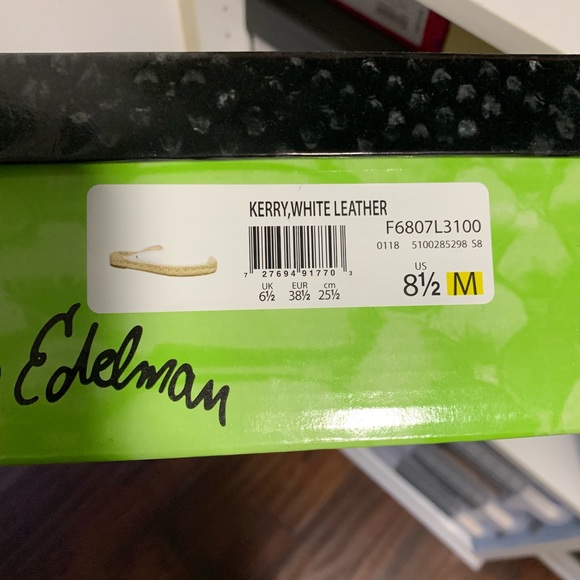 KERRY,WHITE LEATHER
F6807L3100
0118 5100285298 S8
7 27694 91770 3
UK EUR cm
6½ 38½ 25½
US
8½ M
Edelman